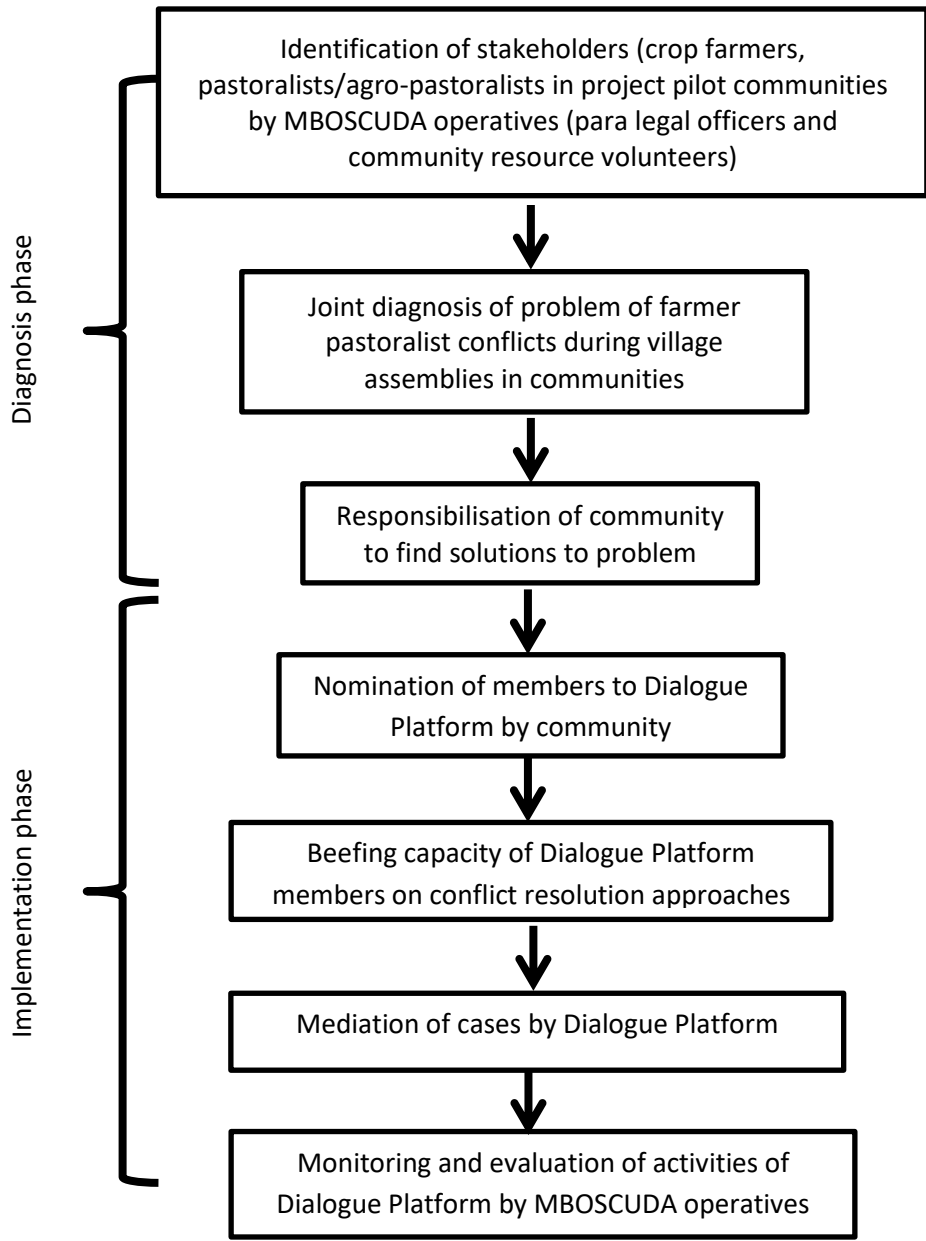 Identification of stakeholders (crop farmers,
pastoralists/agro-pastoralists in project pilot communities
by MBOSCUDA operatives (para legal officers and
community resource volunteers)
Diagnosis phase
Joint diagnosis of problem of farmer
pastoralist conflicts during village
assemblies in communities
Responsibilisation of community
to find solutions to problem
Nomination of members to Dialogue
Platform by community
Implementation phase
Beefing capacity of Dialogue Platform
members on conflict resolution approaches
Mediation of cases by Dialogue Platform
Monitoring and evaluation of activities of
Dialogue Platform by MBOSCUDA operatives